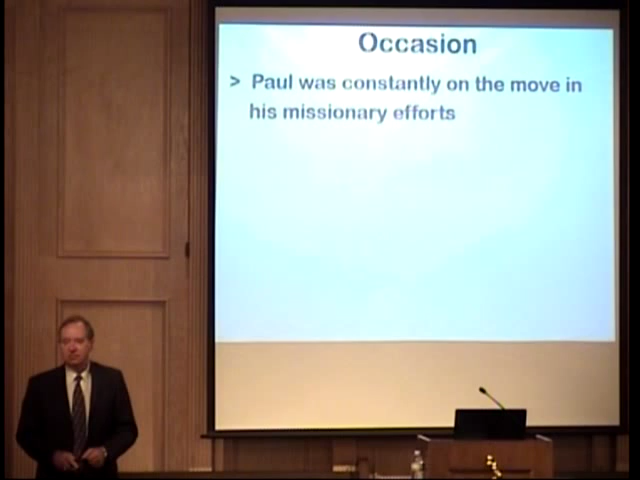 Occasion
> Paul was constantly on the move in
his missionary efforts